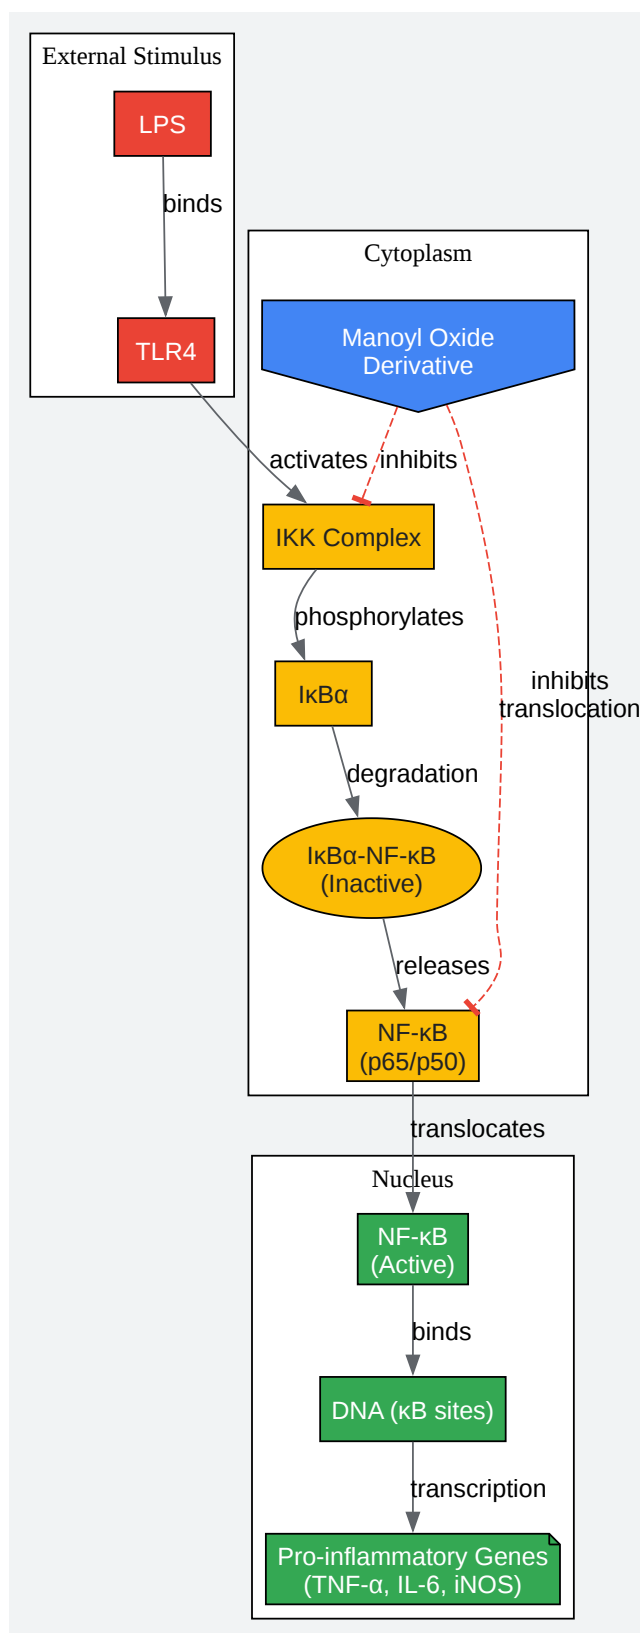 External Stimulus
LPS
binds
TLR4
Cytoplasm
Manoyl Oxide
Derivative
activates
inhibits
IKK Complex
phosphorylates
IκBα
inhibits
translocation
degradation
IκBα-NF-κB
(Inactive)
releases
NF-κB
(p65/p50)
translocates
Nucleus
NF-κB
(Active)
binds
DNA (κB sites)
transcription
Pro-inflammatory Genes
(TNF-α, IL-6, iNOS)